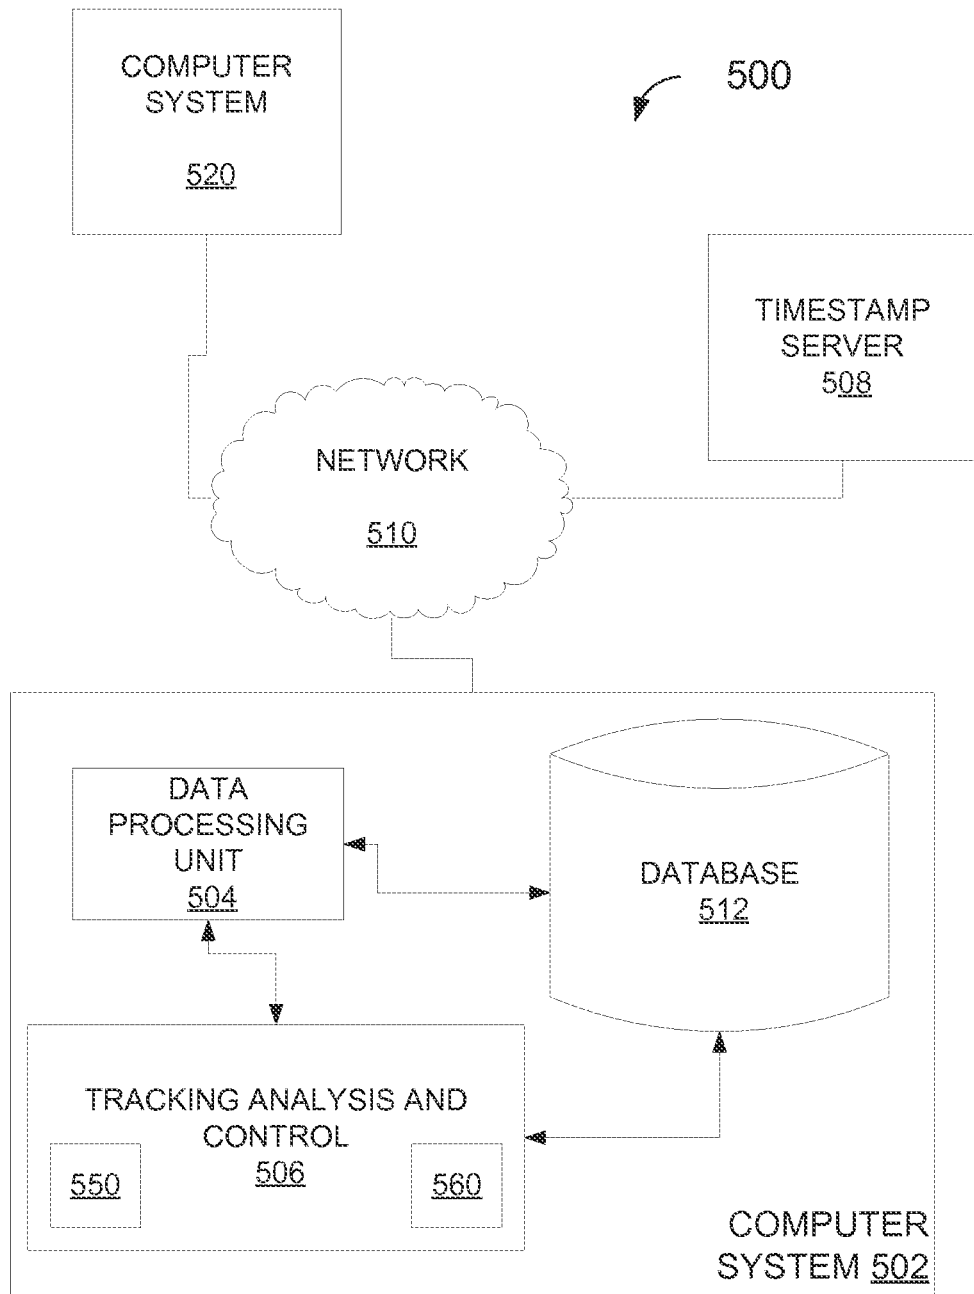 COMPUTER
SYSTEM
520
500
TIMESTAMP
SERVER
508
NETWORK
510
DATA
PROCESSING
UNIT
504
DATABASE
512
TRACKING ANALYSIS AND
CONTROL
506
550
560
COMPUTER
SYSTEM 502